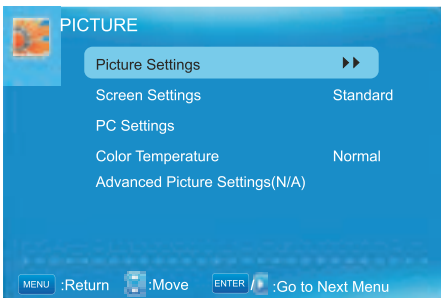 PICTURE
Picture Settings
Screen Settings Standard
PC Settings
Color Temperature Normal
Advanced Picture Settings(N/A)
MENU :Return :Move ENTER / :Go to Next Menu